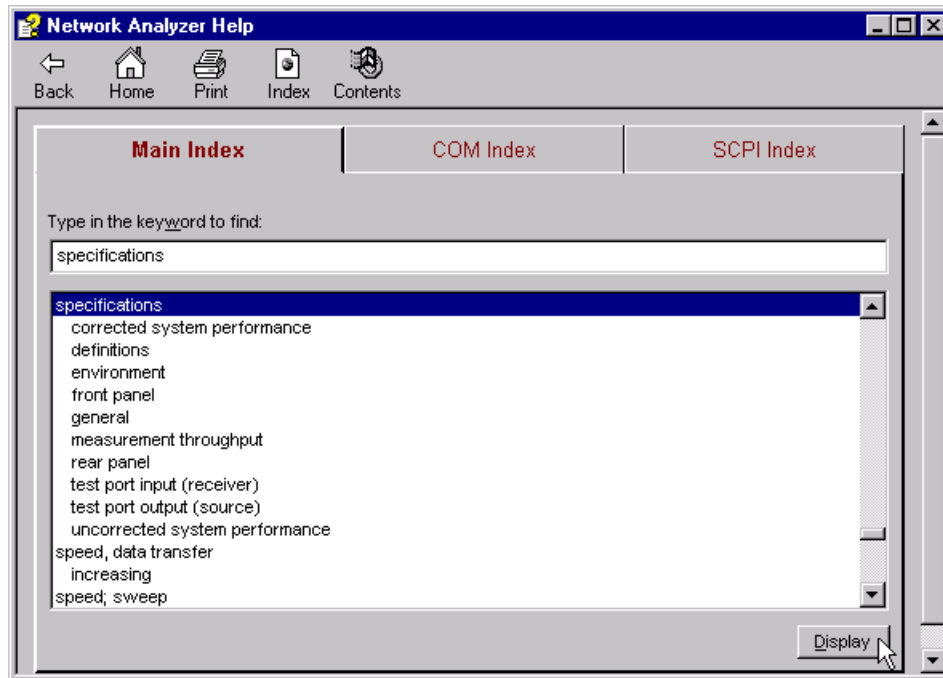 Network Analyzer Help
Back Home Print Index Contents
Main Index COM Index SCPI Index
Type in the keyword to find:
specifications
specifications
corrected system performance
definitions
environment
front panel
general
measurement throughput
rear panel
test port input (receiver)
test port output (source)
uncorrected system performance
speed, data transfer
increasing
speed; sweep
Display